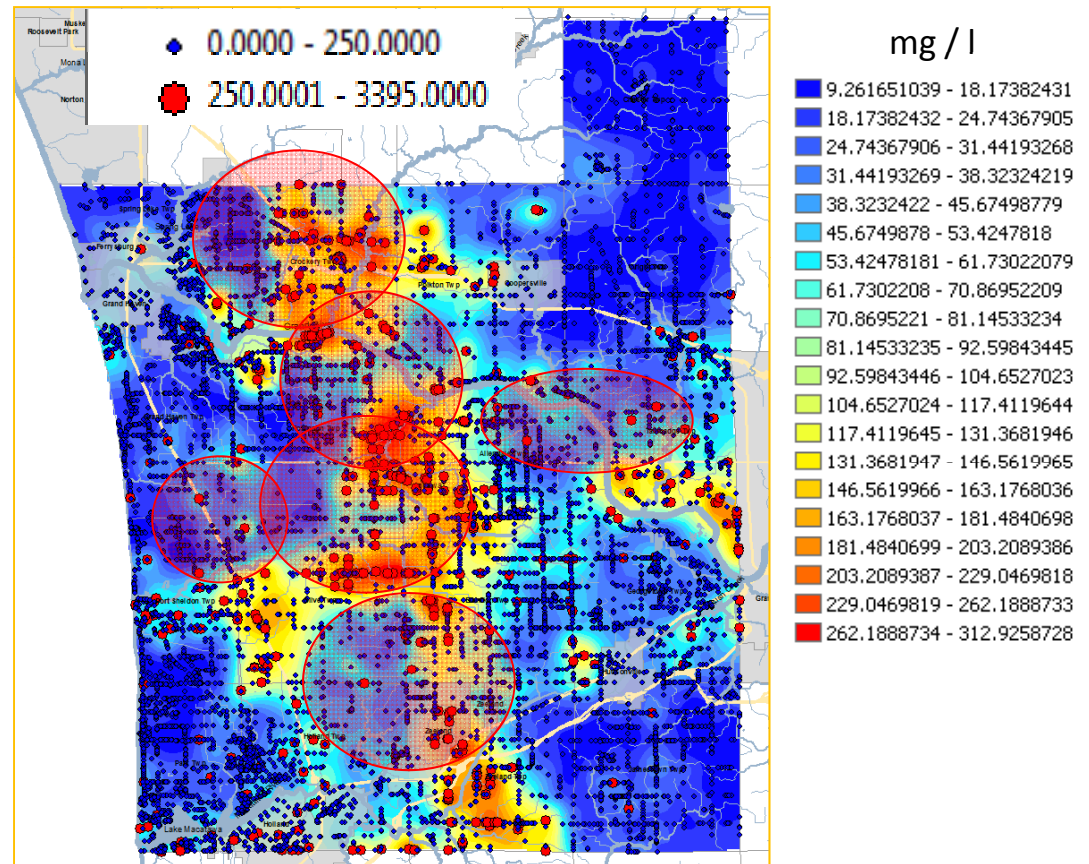 Roosevelt Park
0.0000 - 250.0000
250.0001 - 3395.0000
mg / l
9.261651039 - 18.17382431
18.17382432 - 24.74367905
24.74367906 - 31.44193268
31.44193269 - 38.32324219
38.3232422 - 45.67498779
45.6749878 - 53.4247818
53.42478181 - 61.73022079
61.7302208 - 70.86952209
70.8695221 - 81.14533234
81.14533235 - 92.59843445
92.59843446 - 104.6527023
104.6527024 - 117.4119644
117.4119645 - 131.3681946
131.3681947 - 146.5619965
146.5619966 - 163.1768036
163.1768037 - 181.4840698
181.4840699 - 203.2089386
203.2089387 - 229.0469818
229.0469819 - 262.1888733
262.1888734 - 312.9258728
Ferrysburg
Crockery Twp
Polkton Twp
Coopersville
Grand Haven
Port Sheldon Twp
Zeeland
Lake Macatawa
Holland